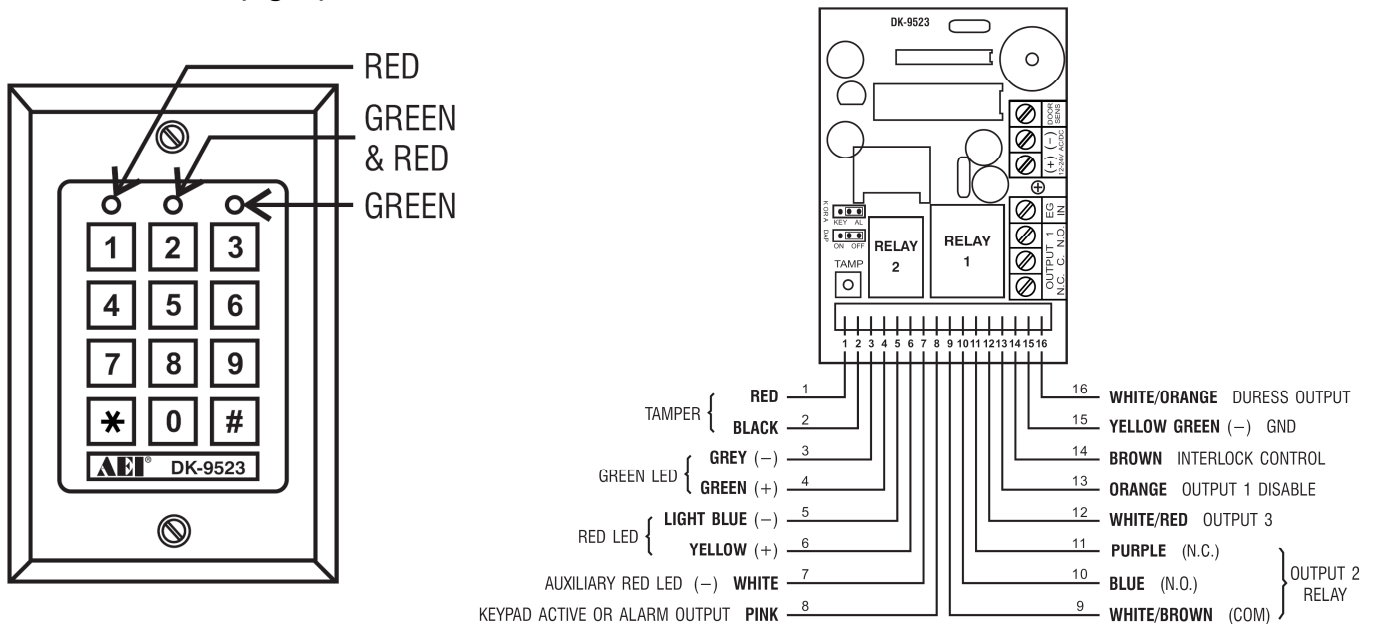 RED
GREEN
& RED
GREEN
1 2 3
4 5 6
7 8 9
* 0 #
AEI® DK-9523
DK-9523
DOOR SENS
(+) (−)
12-24V AC/DC
EG IN
OUTPUT 1
N.C. C. N.O.
K OR A
KEY AL
DAP
ON OFF
TAMP
RELAY 2
RELAY 1
1 2 3 4 5 6 7 8 9 10 11 12 13 14 15 16
TAMPER
RED 1
BLACK 2
GREEN LED
GREY (−) 3
GREEN (+) 4
RED LED
LIGHT BLUE (−) 5
YELLOW (+) 6
AUXILIARY RED LED (−) WHITE 7
KEYPAD ACTIVE OR ALARM OUTPUT PINK 8
16 WHITE/ORANGE DURESS OUTPUT
15 YELLOW GREEN (−) GND
14 BROWN INTERLOCK CONTROL
13 ORANGE OUTPUT 1 DISABLE
12 WHITE/RED OUTPUT 3
11 PURPLE (N.C.)
10 BLUE (N.O.)
9 WHITE/BROWN (COM)
OUTPUT 2
RELAY